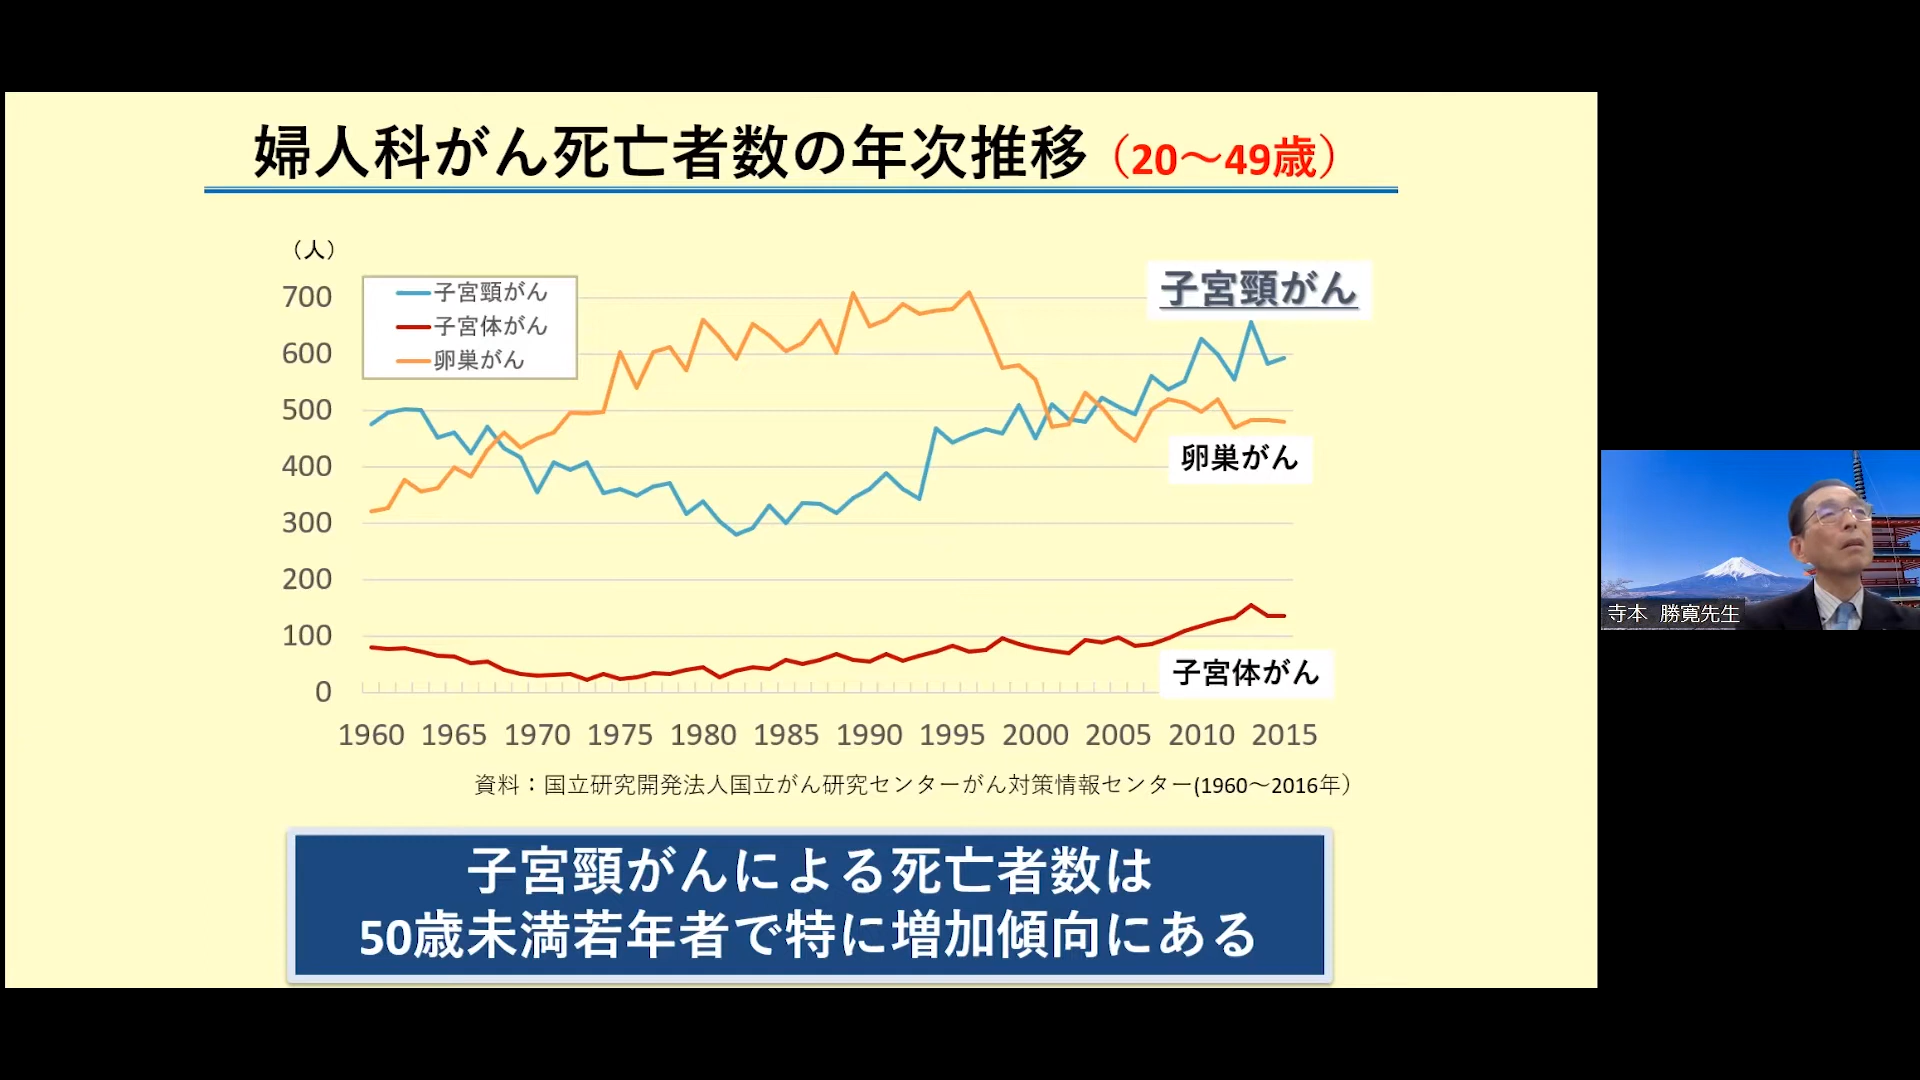 婦人科がん死亡者数の年次推移（20～49歳）
（人）
700
600
500
400
300
200
100
0
子宮頸がん
子宮体がん
卵巣がん
子宮頸がん
卵巣がん
子宮体がん
1960 1965 1970 1975 1980 1985 1990 1995 2000 2005 2010 2015
資料：国立研究開発法人国立がん研究センターがん対策情報センター(1960～2016年）
子宮頸がんによる死亡者数は
50歳未満若年者で特に増加傾向にある
寺本 勝寛先生